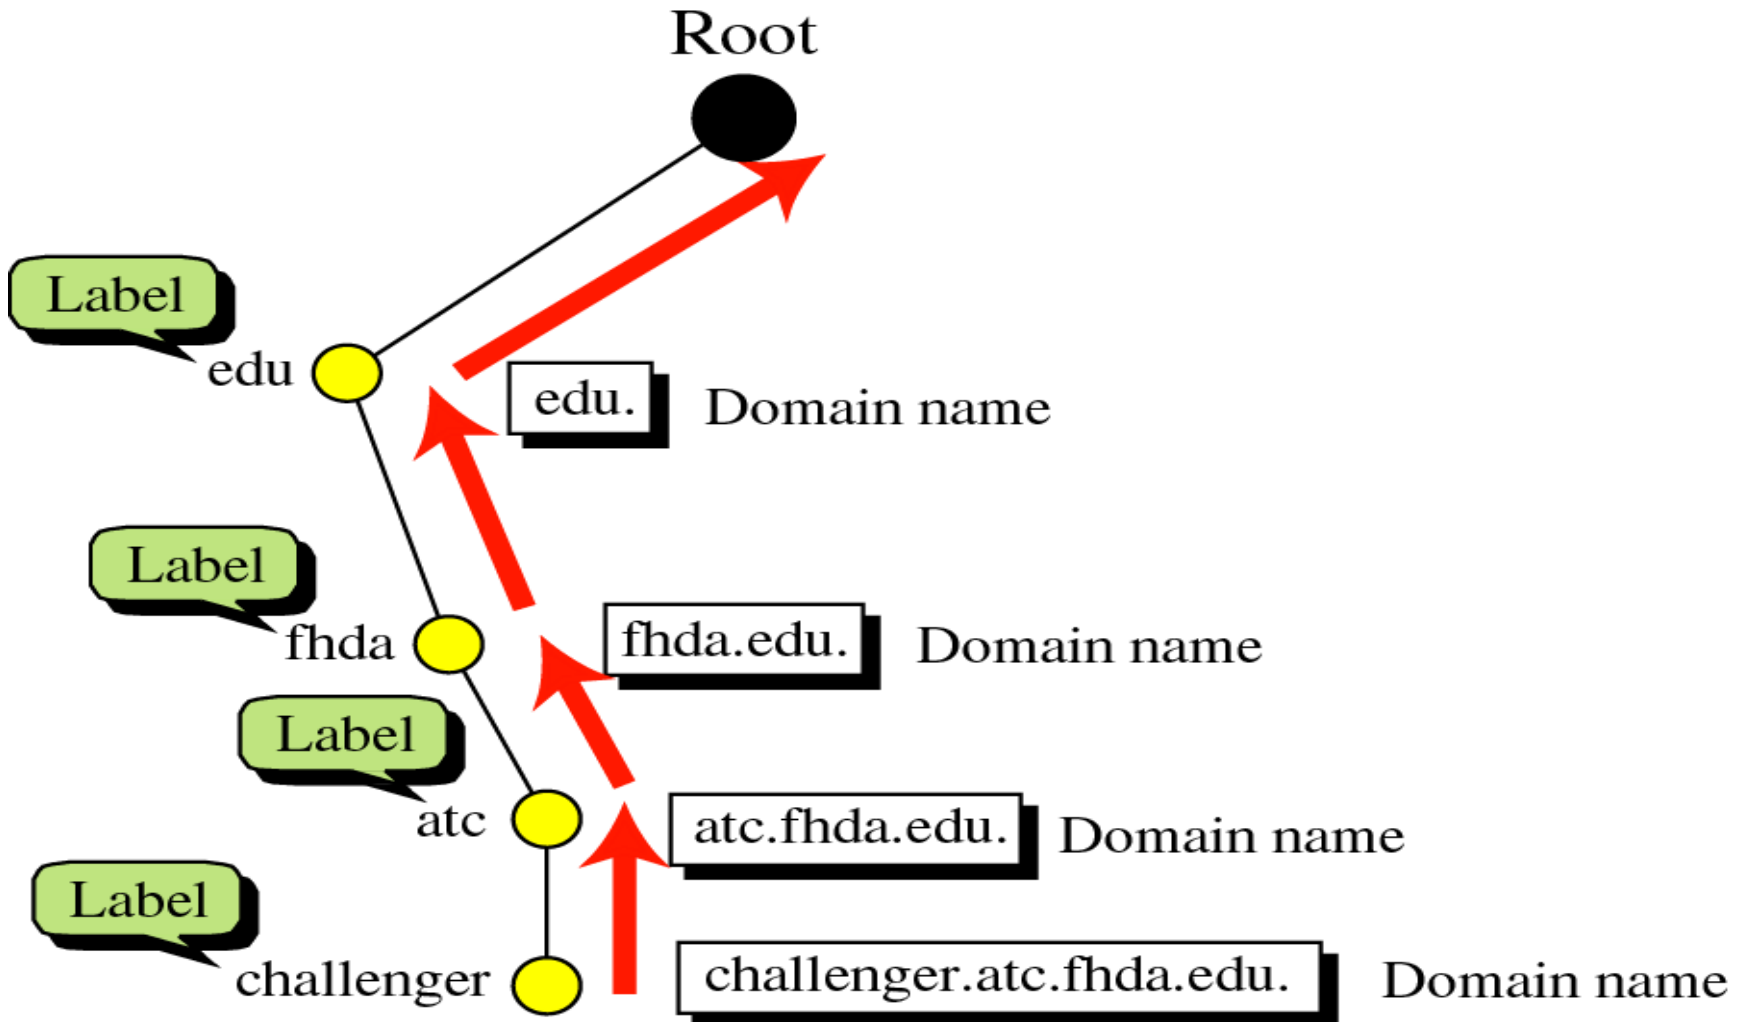 Root
Label
edu
edu.
Domain name
Label
fhda
fhda.edu.
Domain name
Label
atc
atc.fhda.edu.
Domain name
Label
challenger
challenger.atc.fhda.edu.
Domain name